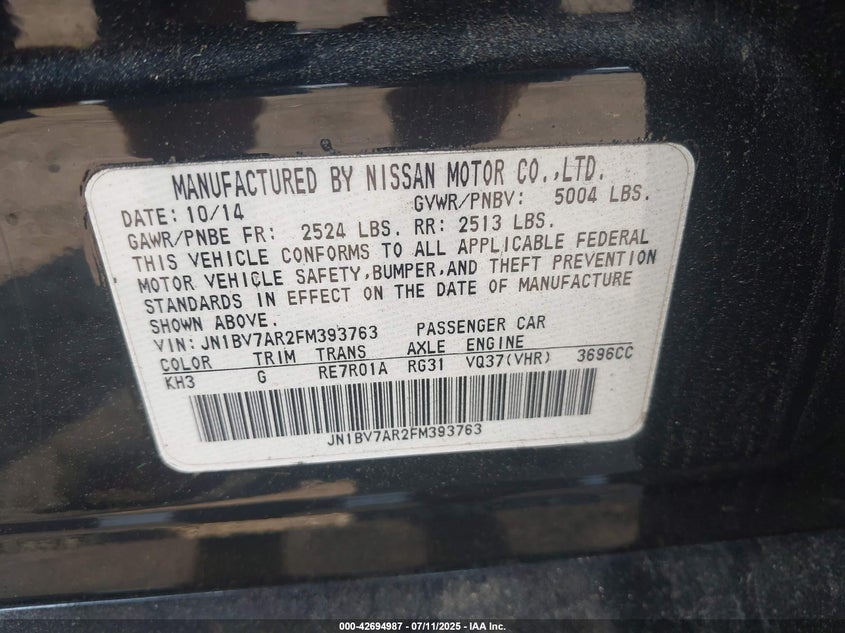 MANUFACTURED BY NISSAN MOTOR CO.,LTD.
DATE: 10/14 GVWR/PNBV: 5004 LBS.
GAWR/PNBE FR: 2524 LBS. RR: 2513 LBS.
THIS VEHICLE CONFORMS TO ALL APPLICABLE FEDERAL
MOTOR VEHICLE SAFETY,BUMPER,AND THEFT PREVENTION
STANDARDS IN EFFECT ON THE DATE OF MANUFACTURE
SHOWN ABOVE.
VIN: JN1BV7AR2FM393763 PASSENGER CAR
COLOR TRIM TRANS AXLE ENGINE
KH3 G RE7R01A RG31 VQ37(VHR) 3696CC
JN1BV7AR2FM393763
000-42694987 - 07/11/2025 - IAA Inc.